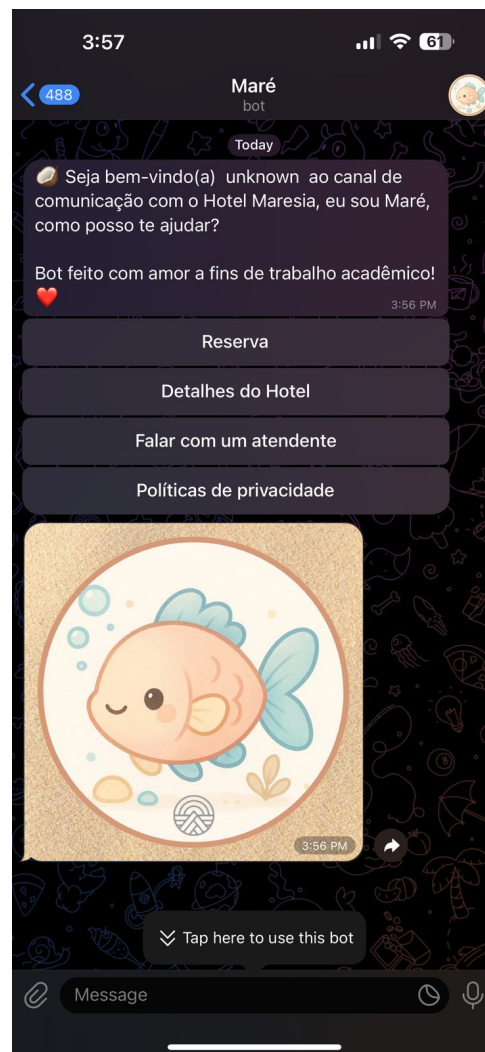 3:57
61
488
Maré
bot
Today
🥥 Seja bem-vindo(a)  unknown  ao canal de
comunicação com o Hotel Maresia, eu sou Maré,
como posso te ajudar?
Bot feito com amor a fins de trabalho acadêmico!
❤️
3:56 PM
Reserva
Detalhes do Hotel
Falar com um atendente
Políticas de privacidade
3:56 PM
Tap here to use this bot
Message